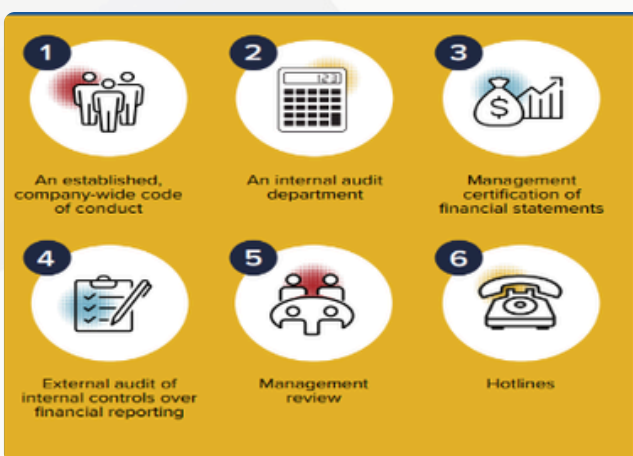 1
An established,
company-wide code
of conduct
2
123
An internal audit
department
3
$
Management
certification of
financial statements
4
External audit of
internal controls over
financial reporting
5
Management
review
6
Hotlines